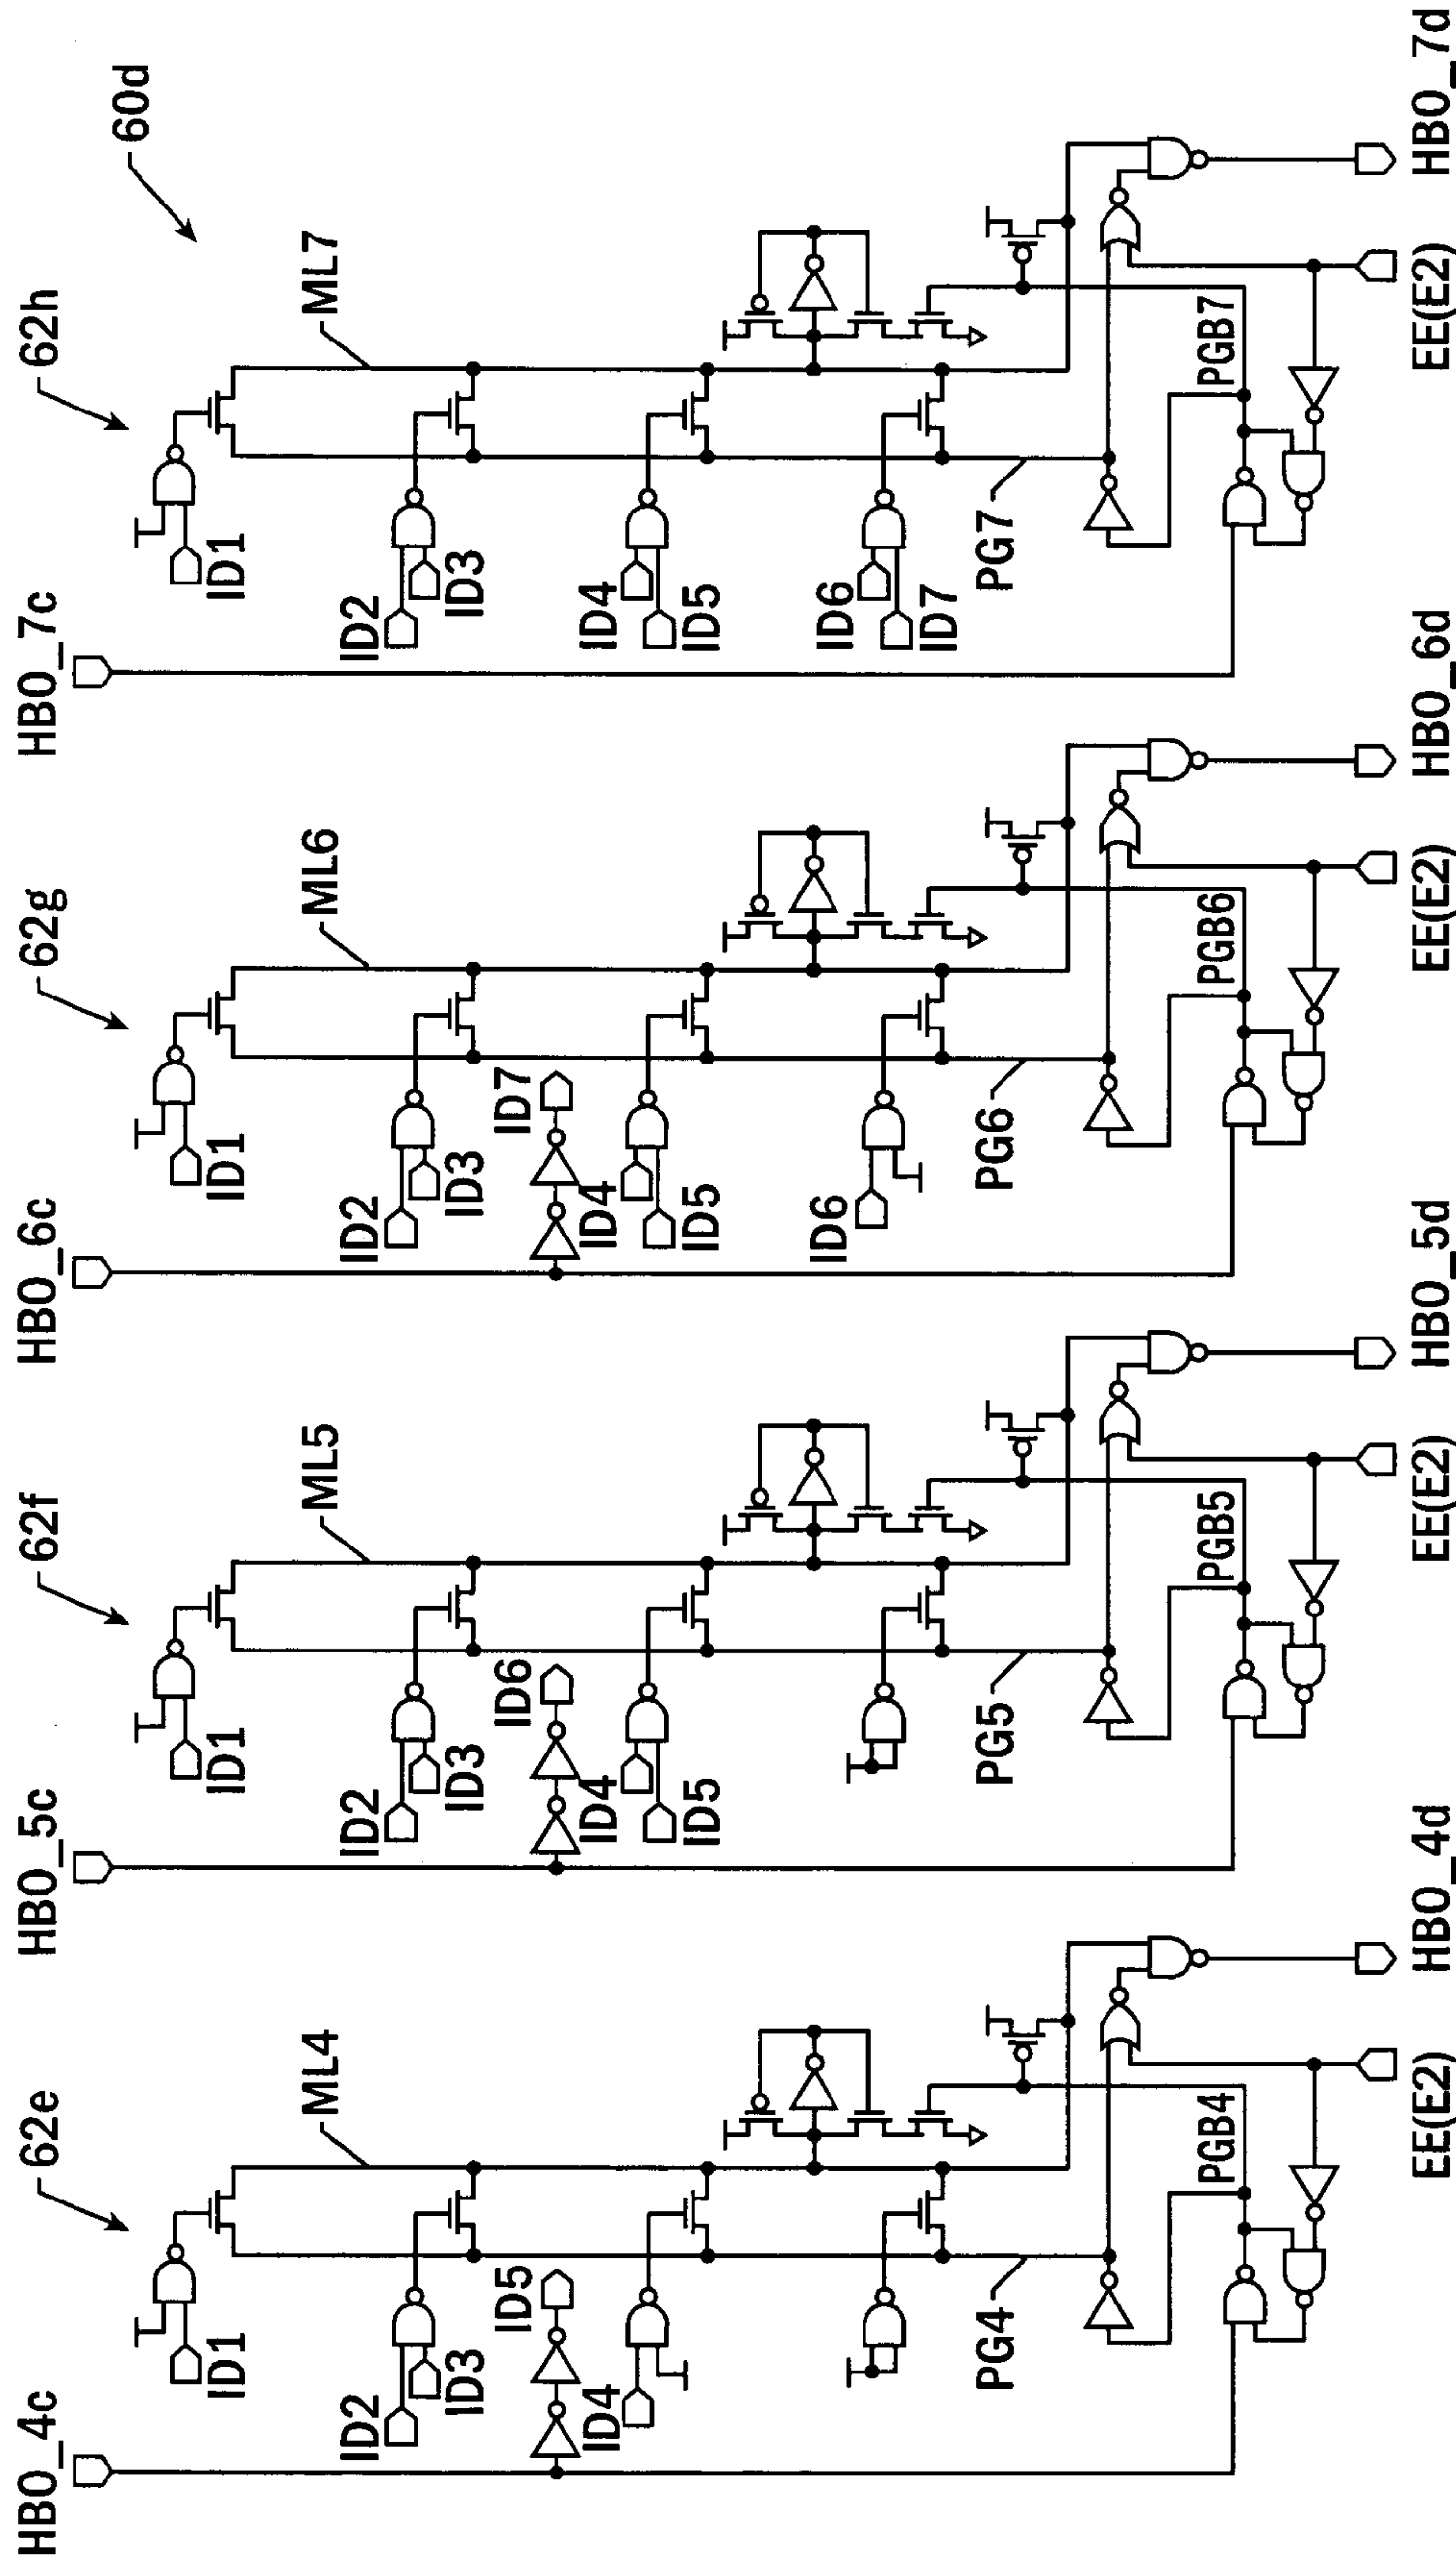 60d
62e
62f
62g
62h
HBO_4c
HBO_5c
HBO_6c
HBO_7c
ID1
ID2
ID3
ID5
ID4
ML4
PG4
PGB4
EE(E2)
HBO_4d
ID1
ID2
ID3
ID6
ID4
ID5
ML5
PG5
PGB5
EE(E2)
HBO_5d
ID1
ID2
ID3
ID7
ID4
ID5
ID6
ML6
PG6
PGB6
EE(E2)
HBO_6d
ID1
ID2
ID3
ID4
ID5
ID6
ID7
ML7
PG7
PGB7
EE(E2)
HBO_7d